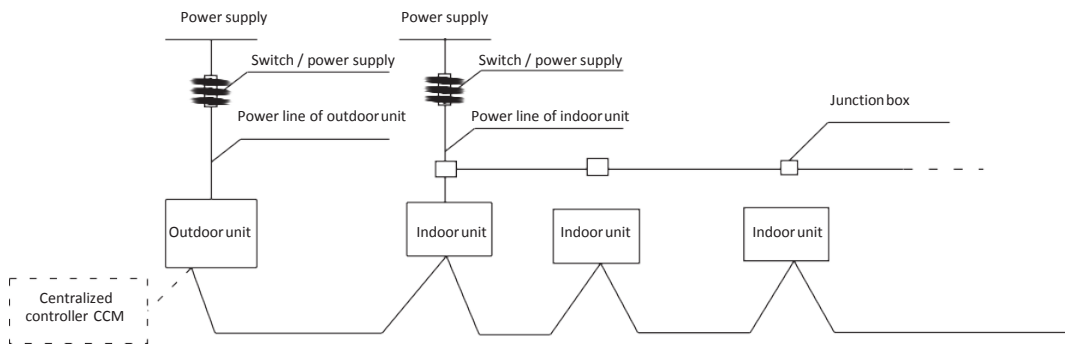 Power supply
Power supply
Switch / power supply
Switch / power supply
Power line of outdoor unit
Power line of indoor unit
Junction box
Outdoor unit
Indoor unit
Indoor unit
Indoor unit
Centralized
controller CCM